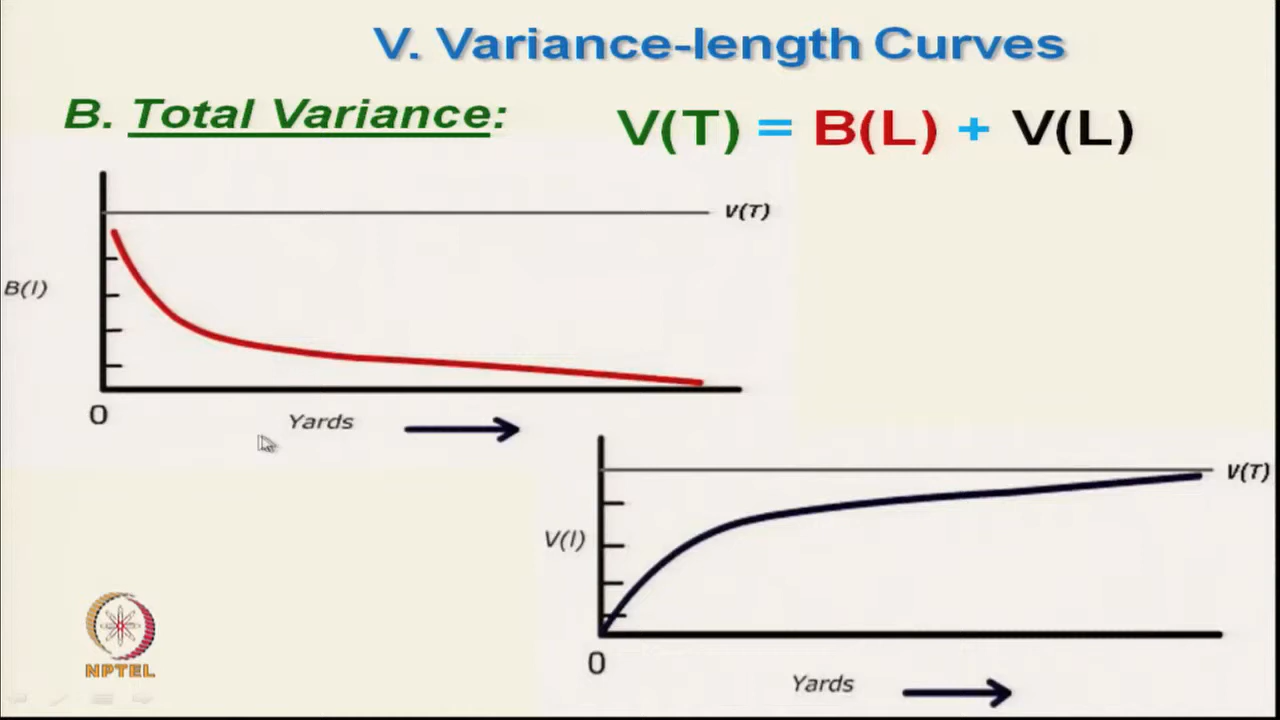 V. Variance-length Curves
B. Total Variance:
V(T) = B(L) + V(L)
V(T)
B(l)
0
Yards
V(T)
V(l)
0
Yards
NPTEL